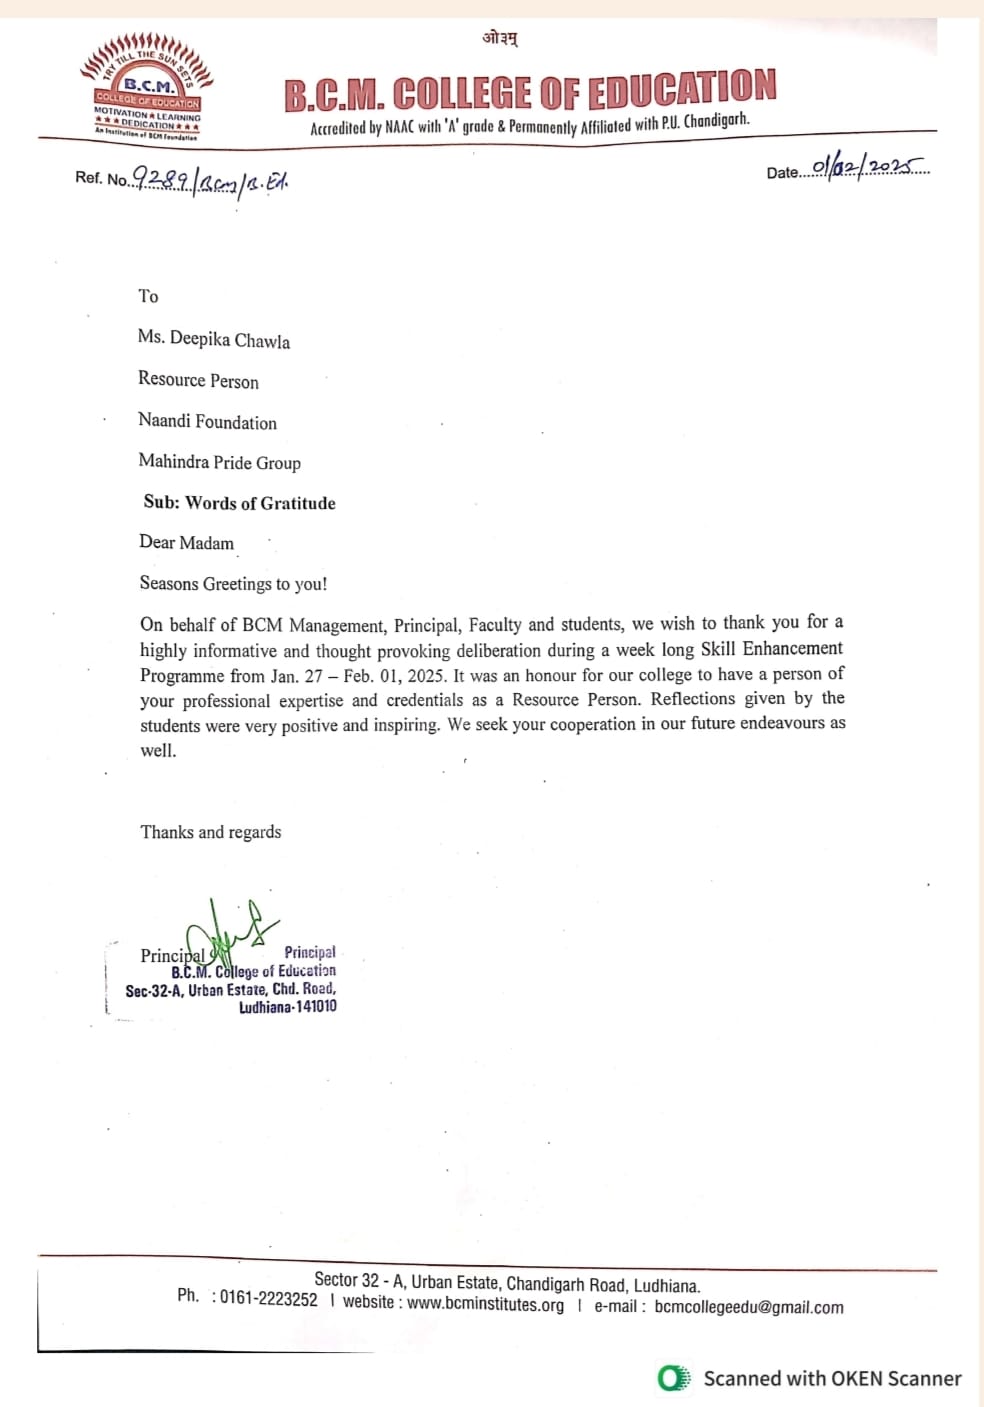 ओ३म्
TRY TILL THE SUN SETS
B.C.M.
COLLEGE OF EDUCATION
MOTIVATION★LEARNING
★★★DEDICATION★★★
An Institution of BCM Foundation
B.C.M. COLLEGE OF EDUCATION
Accredited by NAAC with 'A' grade & Permanently Affiliated with P.U. Chandigarh.
Ref. No. 9289/BCM/B.Ed.
Date...01/02/2025......
To
Ms. Deepika Chawla
Resource Person
Naandi Foundation
Mahindra Pride Group
Sub: Words of Gratitude
Dear Madam
Seasons Greetings to you!
On behalf of BCM Management, Principal, Faculty and students, we wish to thank you for a
highly informative and thought provoking deliberation during a week long Skill Enhancement
Programme from Jan. 27 – Feb. 01, 2025. It was an honour for our college to have a person of
your professional expertise and credentials as a Resource Person. Reflections given by the
students were very positive and inspiring. We seek your cooperation in our future endeavours as
well.
Thanks and regards
Principal
Principal
B.C.M. College of Education
Sec-32-A, Urban Estate, Chd. Road,
Ludhiana-141010
Sector 32 - A, Urban Estate, Chandigarh Road, Ludhiana.
Ph. : 0161-2223252 | website : www.bcminstitutes.org | e-mail : bcmcollegeedu@gmail.com
Scanned with OKEN Scanner